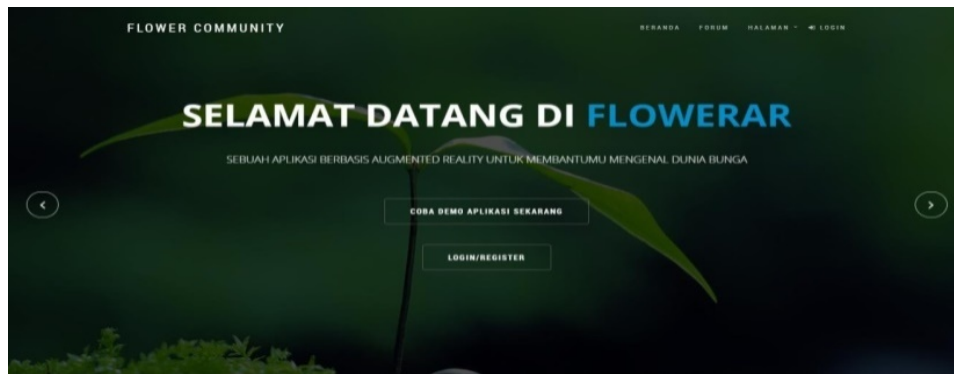 FLOWER COMMUNITY
BERANDA FORUM HALAMAN LOGIN
SELAMAT DATANG DI FLOWERAR
SEBUAH APLIKASI BERBASIS AUGMENTED REALITY UNTUK MEMBANTUMU MENGENAL DUNIA BUNGA
COBA DEMO APLIKASI SEKARANG
LOGIN/REGISTER